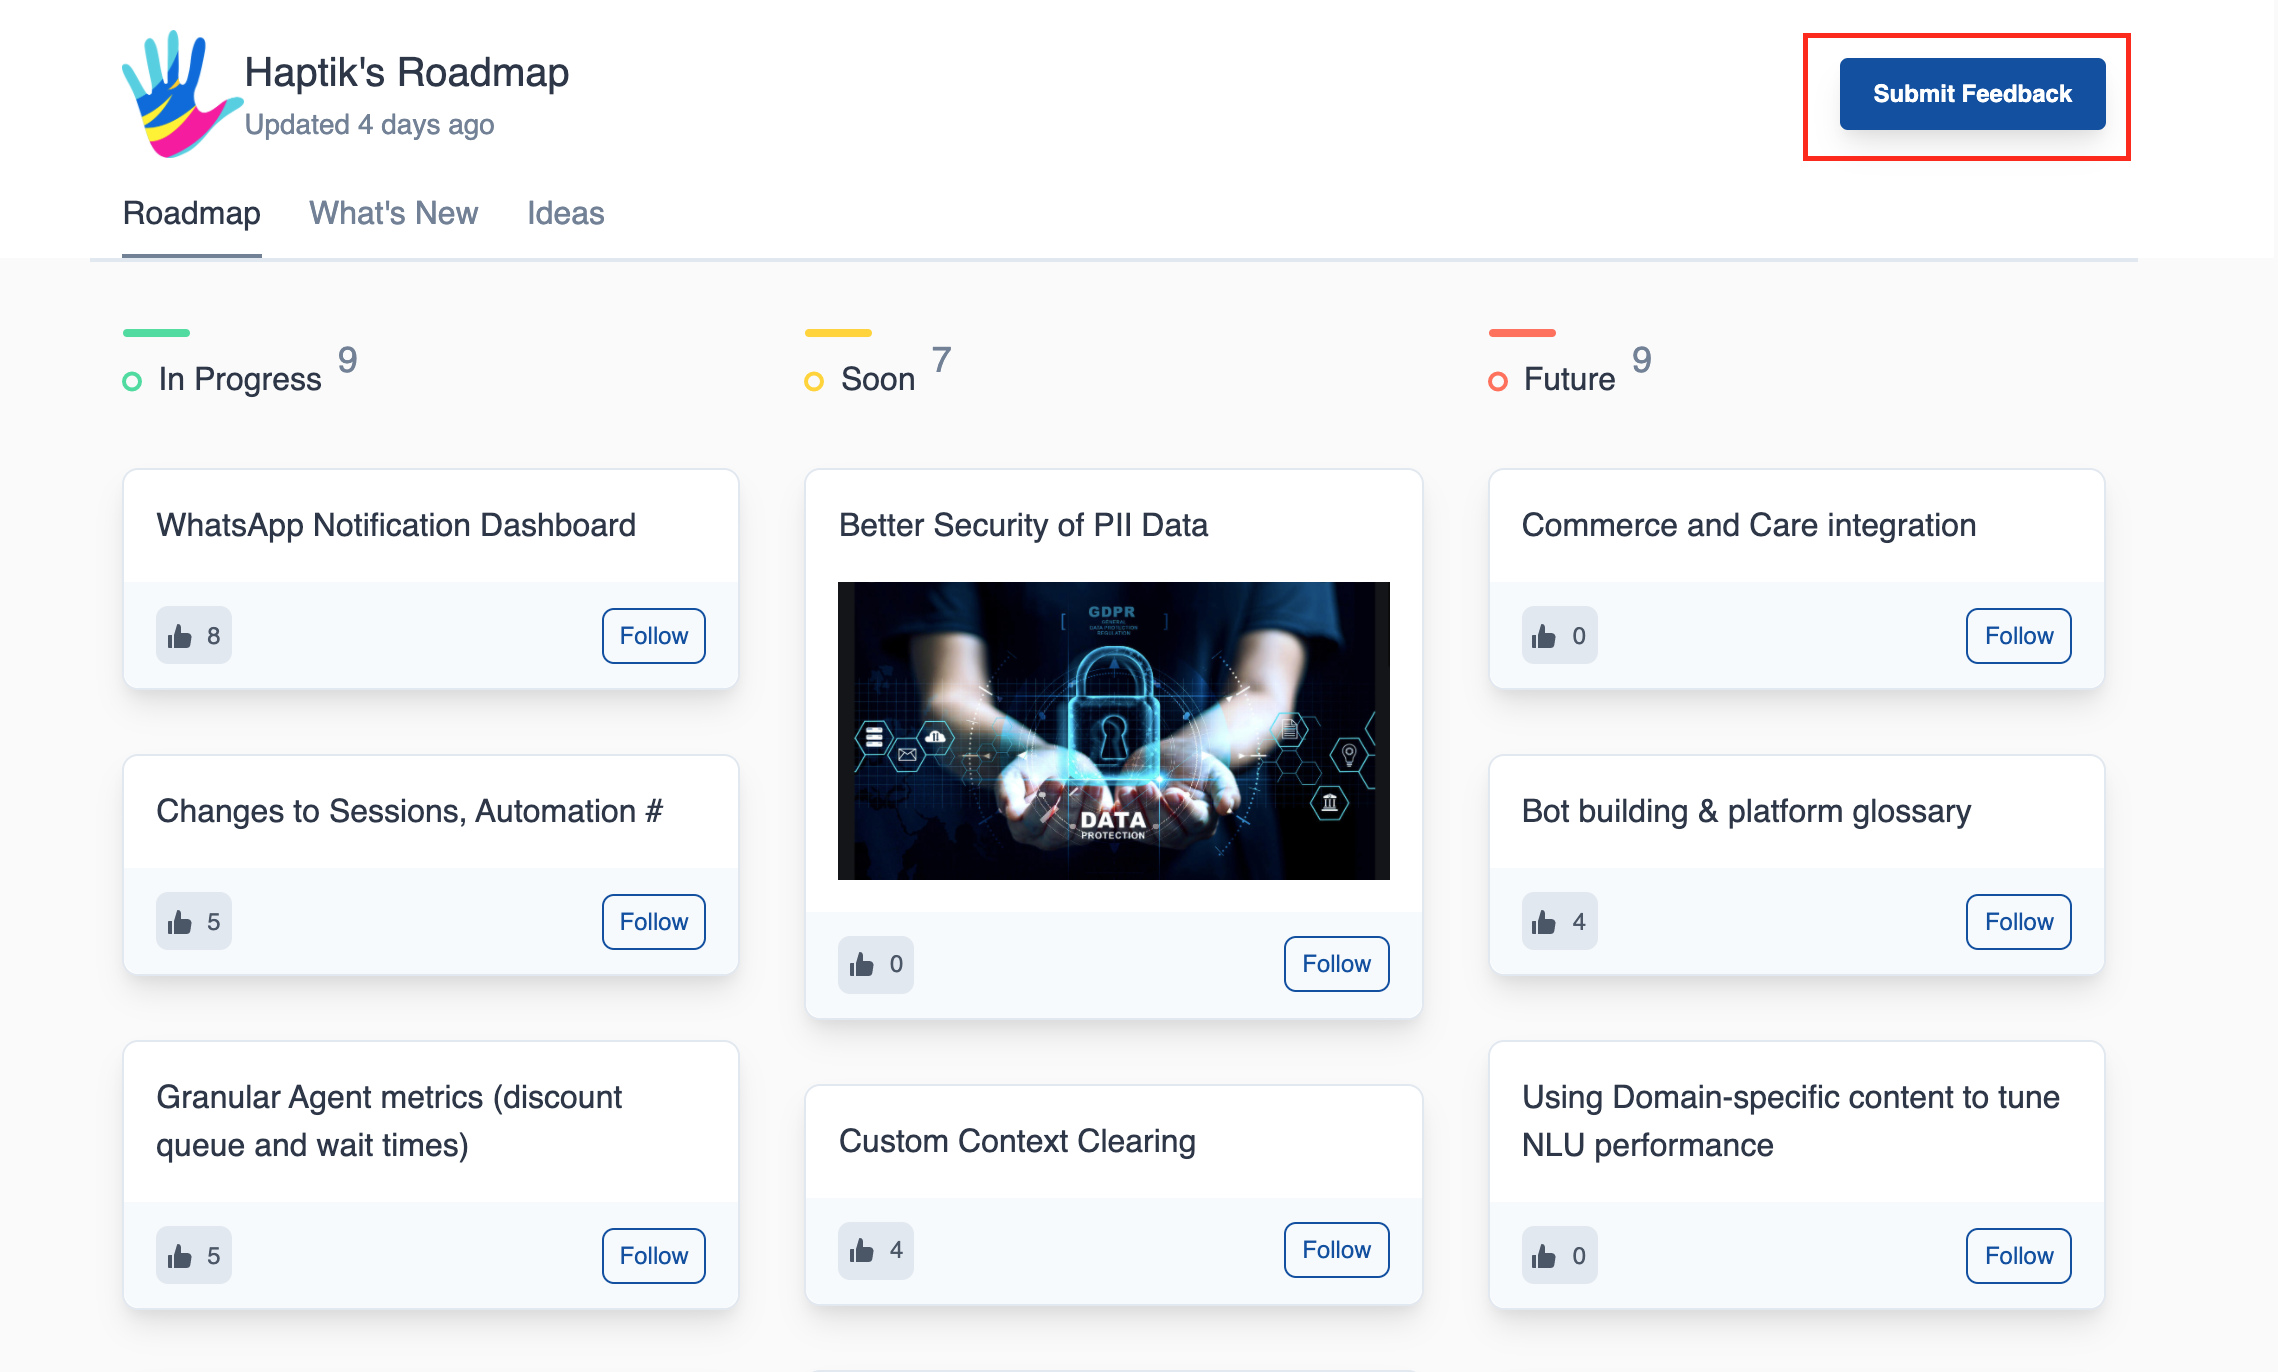 Haptik's Roadmap
Updated 4 days ago
Submit Feedback
Roadmap
What's New
Ideas
In Progress 9
WhatsApp Notification Dashboard
8
Follow
Changes to Sessions, Automation #
5
Follow
Granular Agent metrics (discount
queue and wait times)
5
Follow
Soon 7
Better Security of PII Data
GDPR
GENERAL
DATA PROTECTION
REGULATION
DATA
PROTECTION
0
Follow
Custom Context Clearing
4
Follow
Future 9
Commerce and Care integration
0
Follow
Bot building & platform glossary
4
Follow
Using Domain-specific content to tune
NLU performance
0
Follow